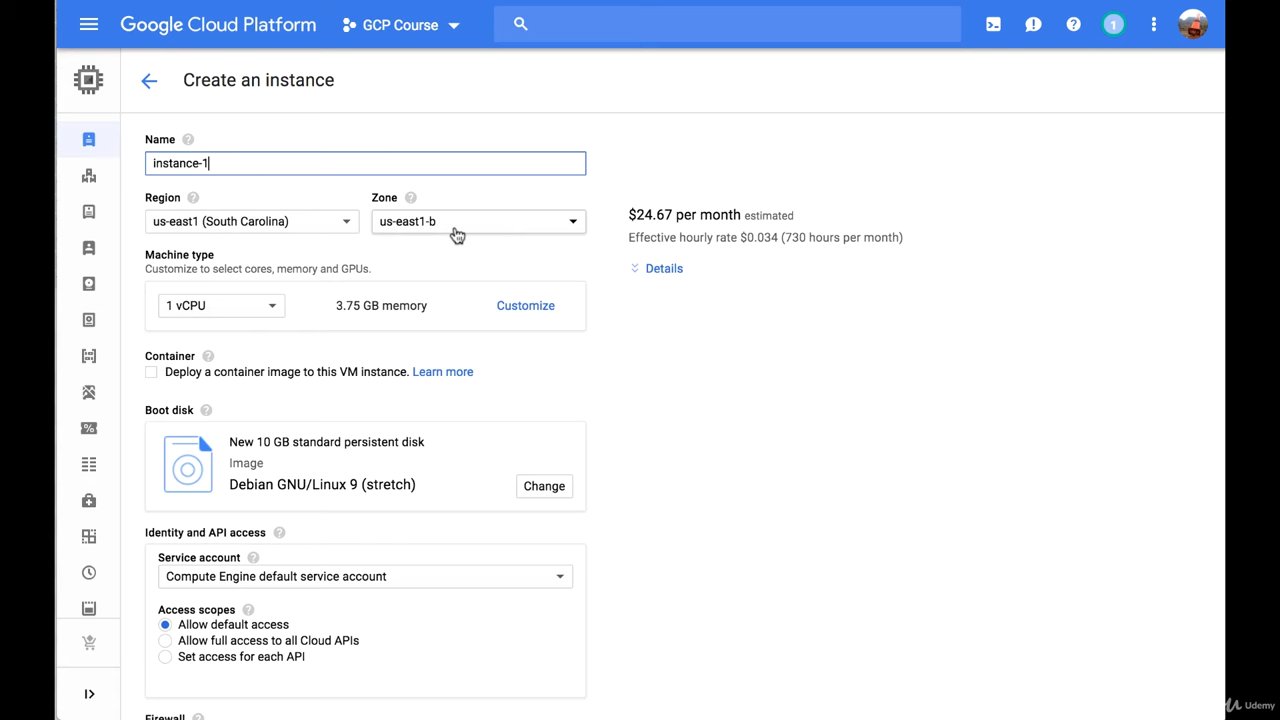 Google Cloud Platform
GCP Course
1
Create an instance
Name
instance-1
Region
Zone
us-east1 (South Carolina)
us-east1-b
$24.67 per month estimated
Effective hourly rate $0.034 (730 hours per month)
Details
Machine type
Customize to select cores, memory and GPUs.
1 vCPU
3.75 GB memory
Customize
Container
Deploy a container image to this VM instance. Learn more
Boot disk
New 10 GB standard persistent disk
Image
Debian GNU/Linux 9 (stretch)
Change
Identity and API access
Service account
Compute Engine default service account
Access scopes
Allow default access
Allow full access to all Cloud APIs
Set access for each API
Firewall
Udemy